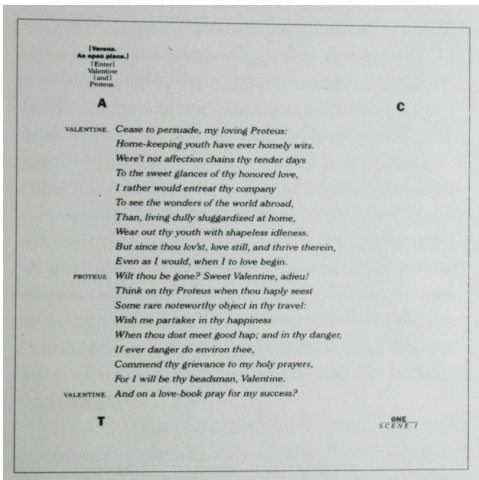 [Verona.
An open place.]
[Enter]
Valentine
[and]
Proteus.
A
C
VALENTINE. Cease to persuade, my loving Proteus:
Home-keeping youth have ever homely wits.
Were't not affection chains thy tender days
To the sweet glances of thy honored love,
I rather would entreat thy company
To see the wonders of the world abroad,
Than, living dully sluggardized at home,
Wear out thy youth with shapeless idleness.
But since thou lov'st, love still, and thrive therein,
Even as I would, when I to love begin.
PROTEUS. Wilt thou be gone? Sweet Valentine, adieu!
Think on thy Proteus when thou haply seest
Some rare noteworthy object in thy travel:
Wish me partaker in thy happiness
When thou dost meet good hap; and in thy danger,
If ever danger do environ thee,
Commend thy grievance to my holy prayers,
For I will be thy beadsman, Valentine.
VALENTINE. And on a love-book pray for my success?
T
ONE
SCENE I